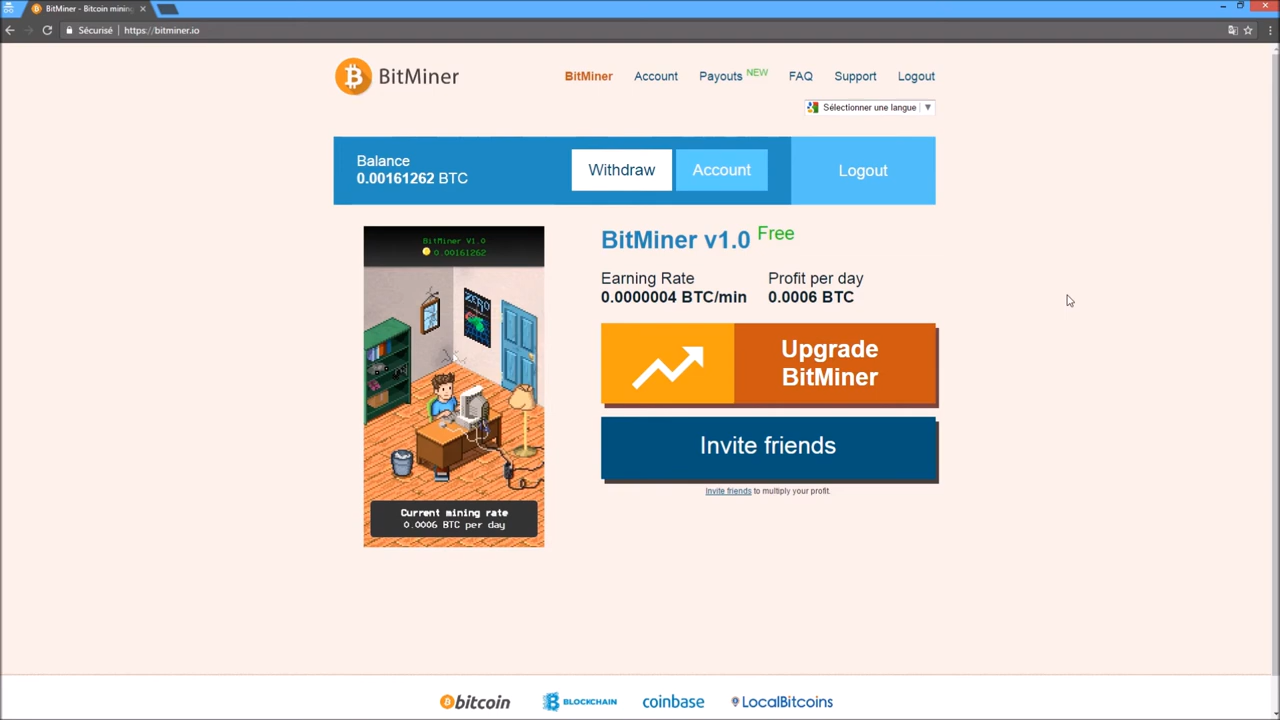 BitMiner - Bitcoin mining
Sécurisé
https://bitminer.io
BitMiner
BitMiner
Account
Payouts NEW
FAQ
Support
Logout
Sélectionner une langue
Balance
0.00161262 BTC
Withdraw
Account
Logout
BitMiner V1.0
0.00161262
ZERO
Current mining rate
0.0006 BTC per day
BitMiner v1.0 Free
Earning Rate
0.0000004 BTC/min
Profit per day
0.0006 BTC
Upgrade
BitMiner
Invite friends
Invite friends to multiply your profit.
bitcoin
BLOCKCHAIN
coinbase
LocalBitcoins